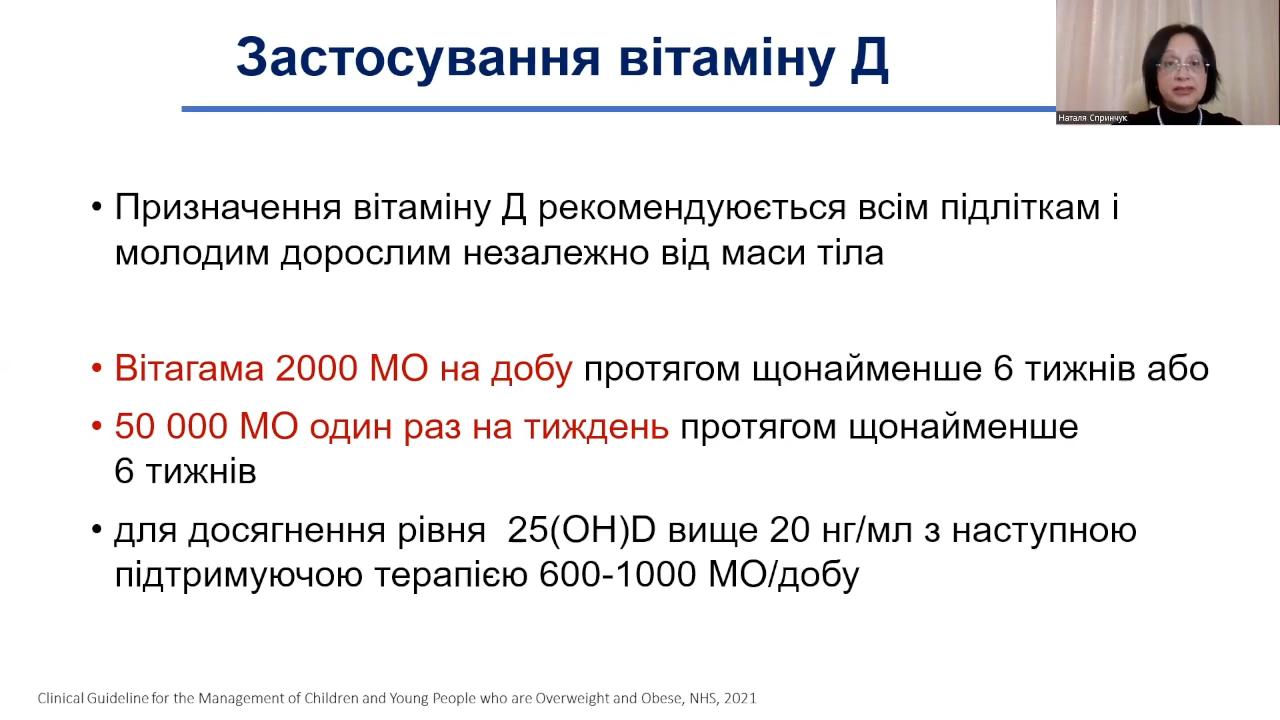 Застосування вітаміну Д
Наталя Спринчук
• Призначення вітаміну Д рекомендуюється всім підліткам і
молодим дорослим незалежно від маси тіла
• Вітагама 2000 МО на добу протягом щонайменше 6 тижнів або
• 50 000 МО один раз на тиждень протягом щонайменше
6 тижнів
• для досягнення рівня 25(OH)D вище 20 нг/мл з наступною
підтримуючою терапією 600-1000 МО/добу
Clinical Guideline for the Management of Children and Young People who are Overweight and Obese, NHS, 2021